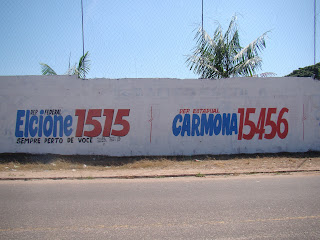 DEP FEDERAL
Elcione 1515
SEMPRE PERTO DE VOCÊ
DEP ESTADUAL
CARMONA 15456